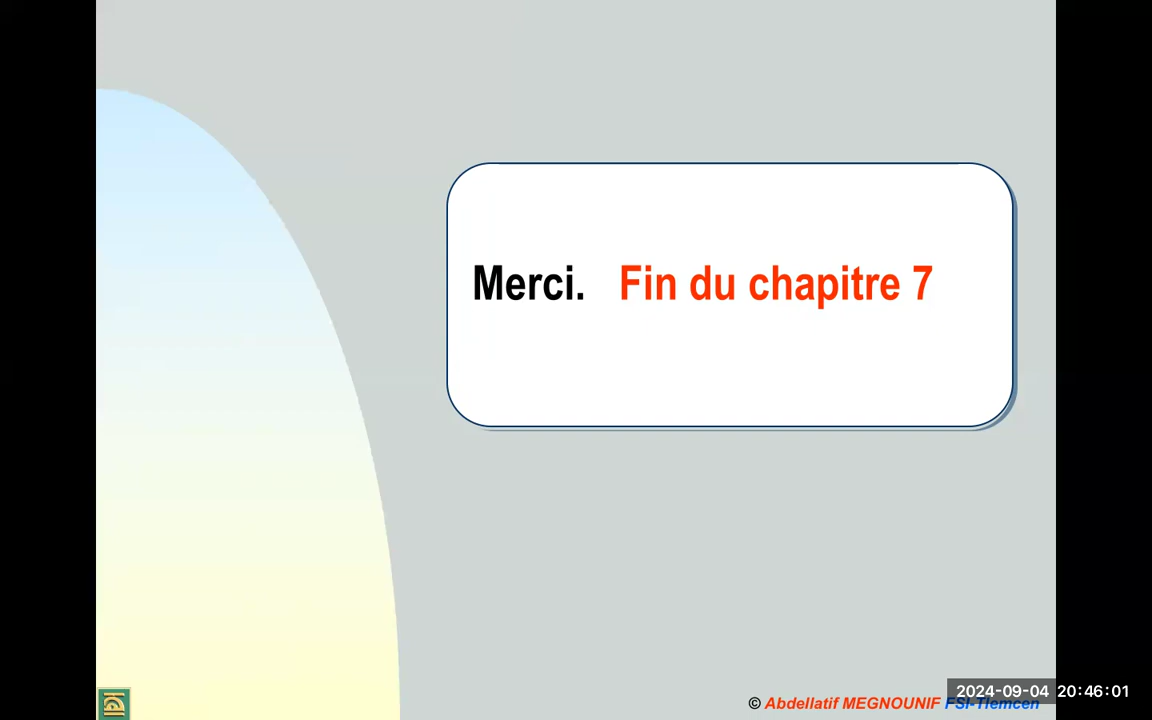 Merci. Fin du chapitre 7
© Abdellatif MEGNOUNIF FSI-Tlemcen
2024-09-04 20:46:01